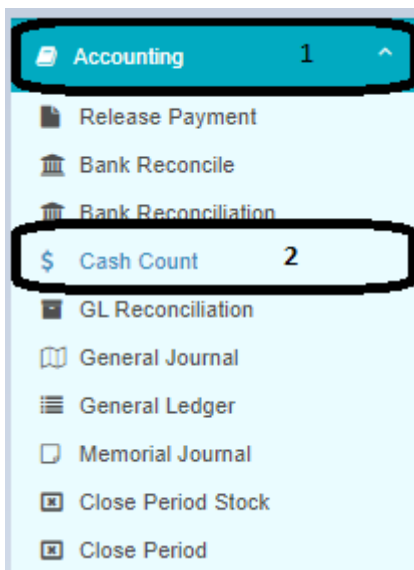 Accounting 1
Release Payment
Bank Reconcile
Bank Reconciliation
$ Cash Count 2
GL Reconciliation
General Journal
General Ledger
Memorial Journal
Close Period Stock
Close Period